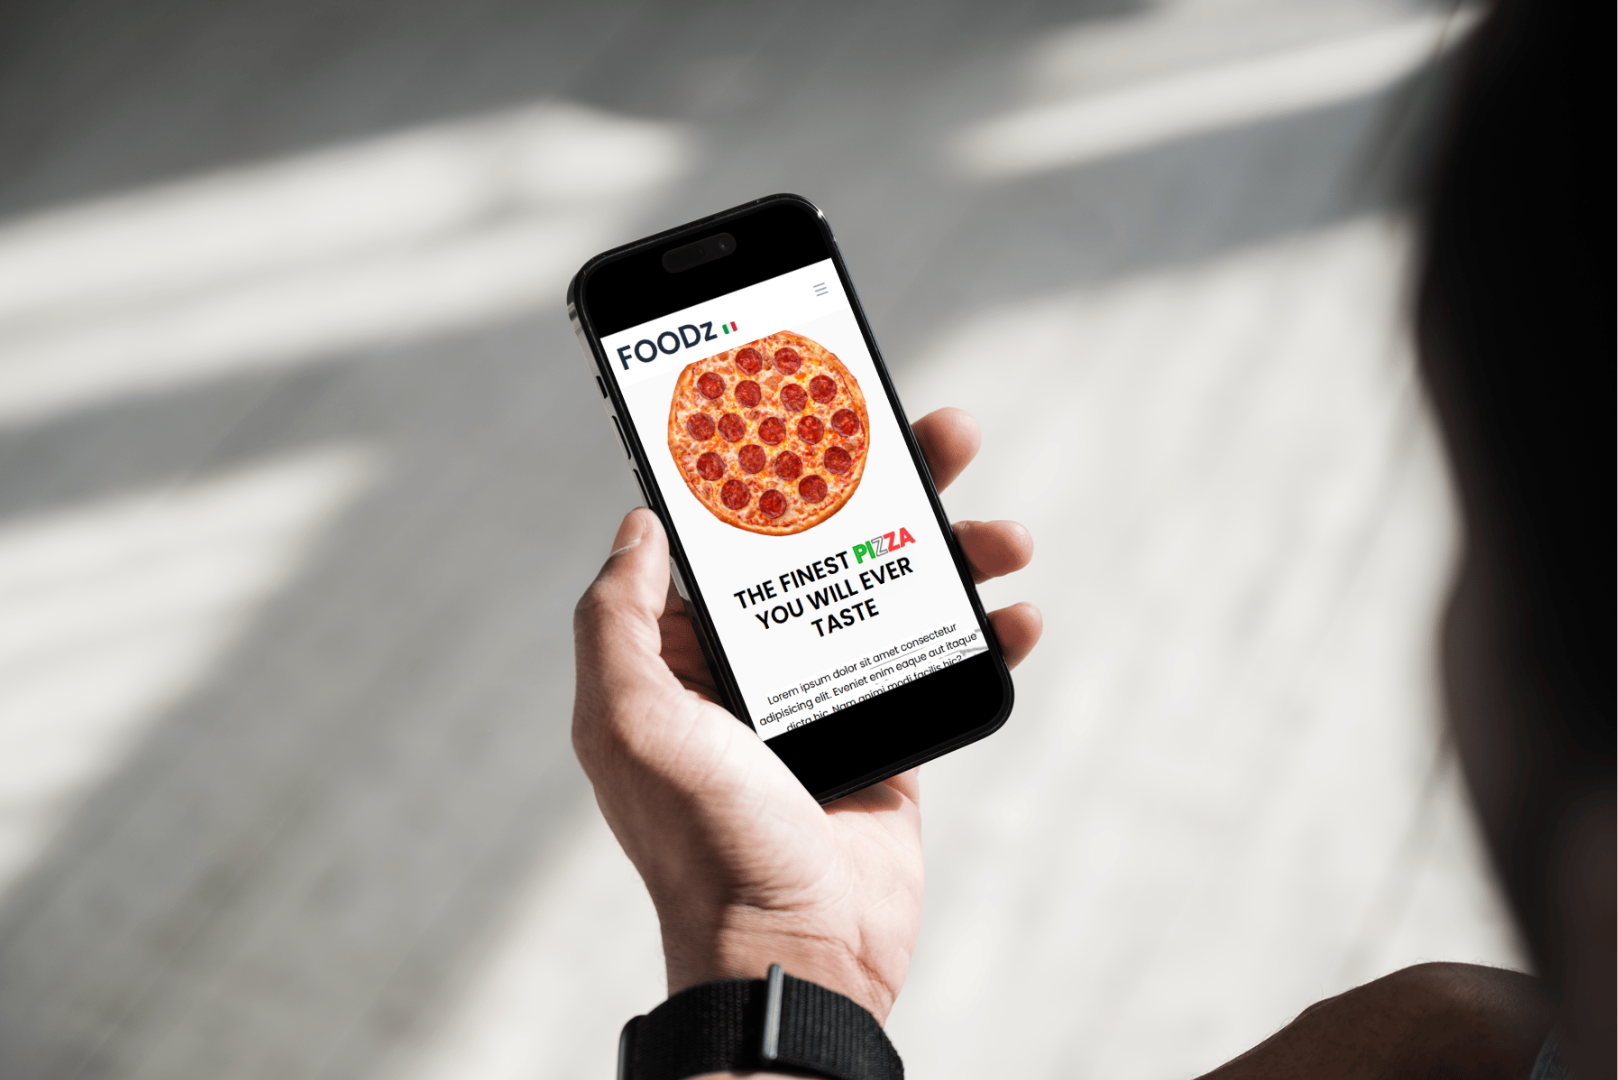 FOODz
THE FINEST PIZZA
YOU WILL EVER
TASTE
Lorem ipsum dolor sit amet consectetur
adipisicing elit. Eveniet enim eaque aut itaque
dicta hic. Nam animi modi facilis hic?